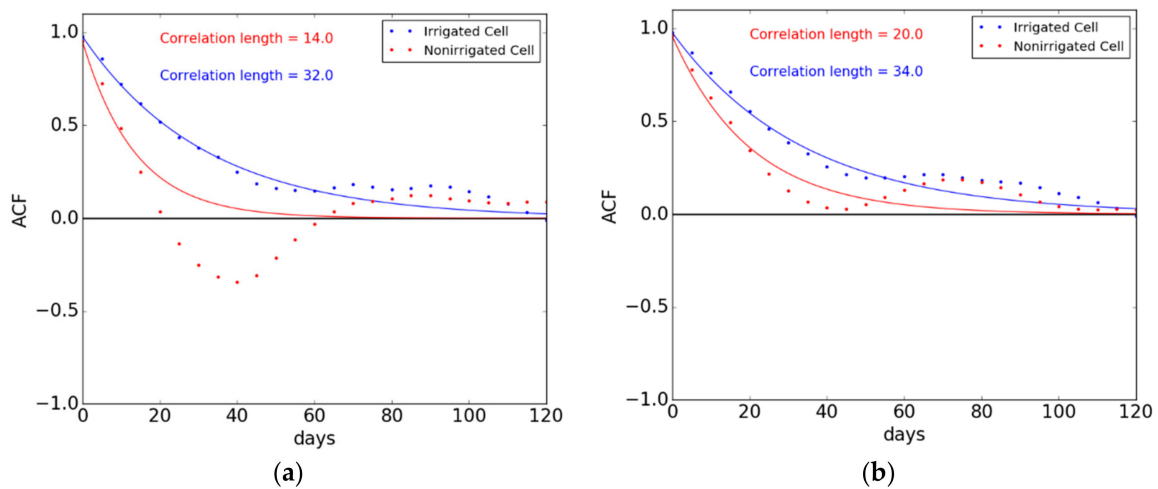 1.0
0.5
0.0
−0.5
−1.0
ACF
Correlation length = 14.0
Correlation length = 32.0
Irrigated Cell
Nonirrigated Cell
0 20 40 60 80 100 120
days
(a)
1.0
0.5
0.0
−0.5
−1.0
ACF
Correlation length = 20.0
Correlation length = 34.0
Irrigated Cell
Nonirrigated Cell
0 20 40 60 80 100 120
days
(b)